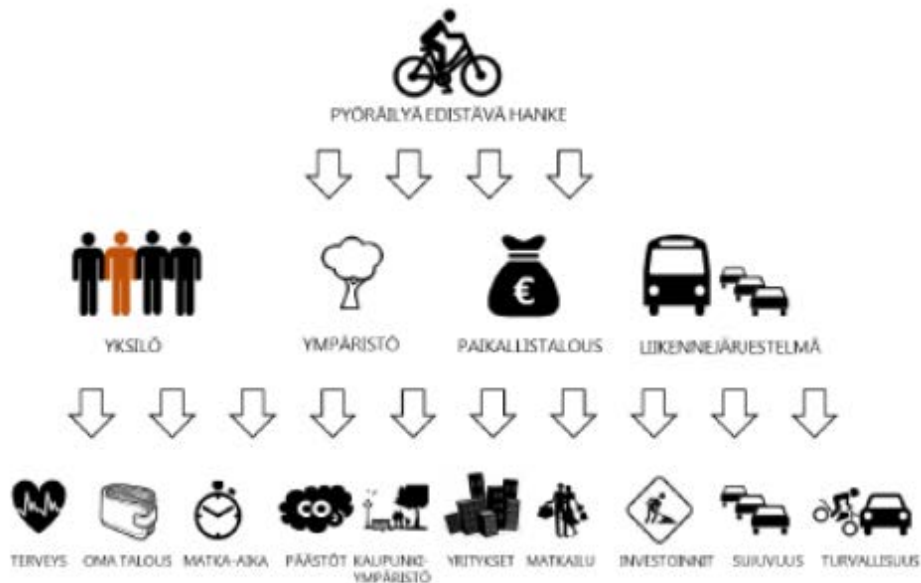 PYÖRÄILYÄ EDISTÄVÄ HANKE
€
YKSILÖ
YMPÄRISTÖ
PAIKALLISTALOUS
LIIKENNEJÄRJESTELMÄ
CO
TERVEYS
OMA TALOUS
MATKA-AIKA
PÄÄSTÖT
KAUPUNKI-
YMPÄRISTÖ
YRITYKSET
MATKAILU
INVESTOINNIT
SUJUVUUS
TURVALLISUUS